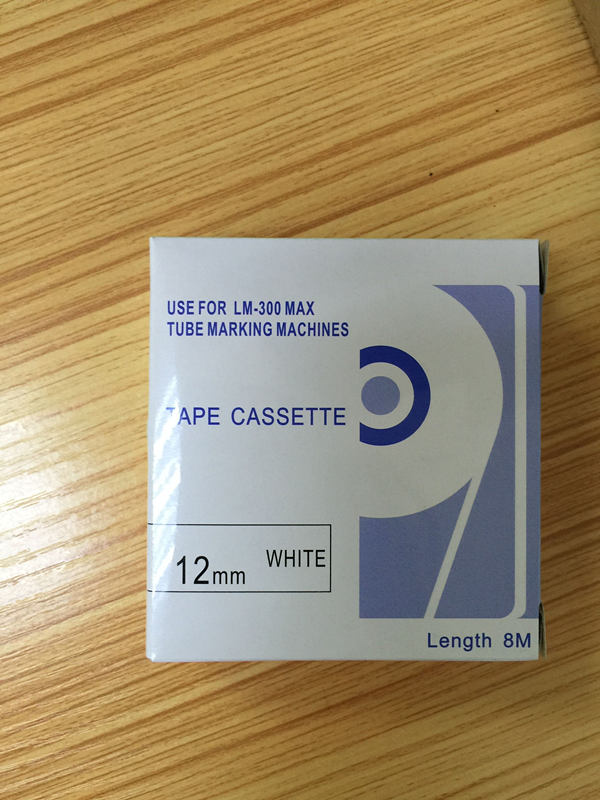 USE FOR LM-300 MAX
TUBE MARKING MACHINES
TAPE CASSETTE
12mm WHITE
Length 8M